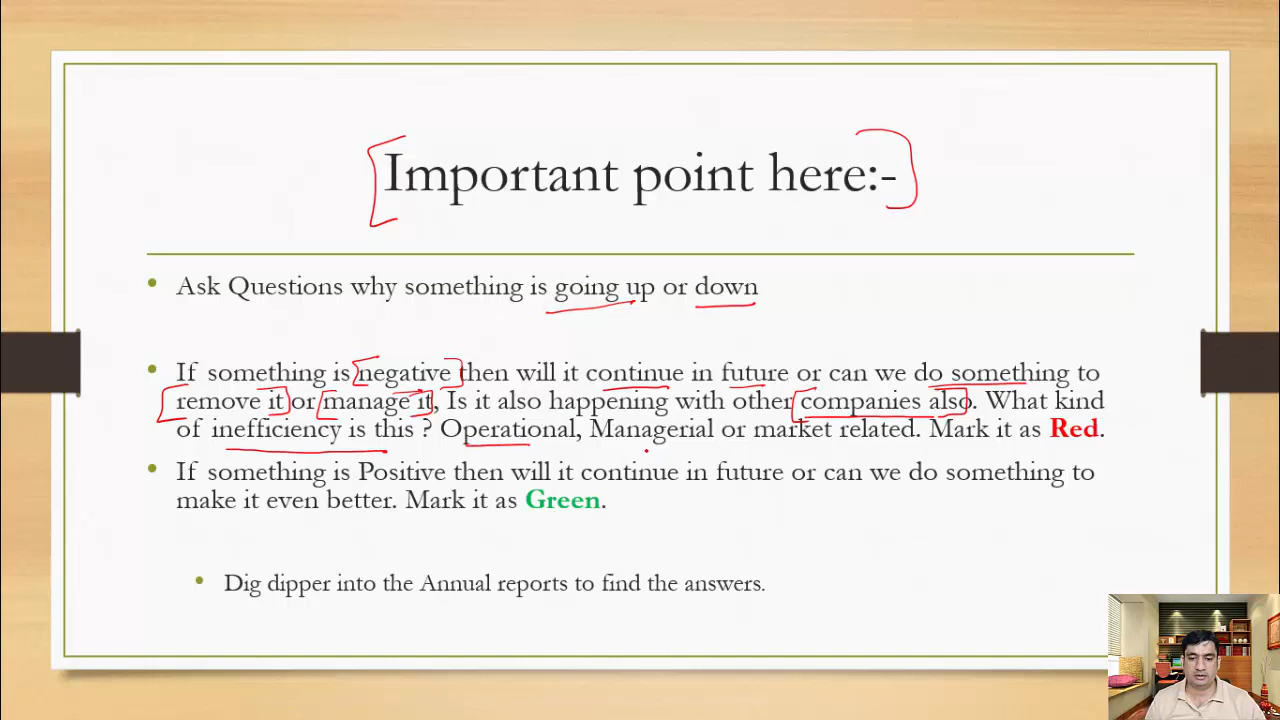 Important point here:-
• Ask Questions why something is going up or down
• If something is negative then will it continue in future or can we do something to
remove it or manage it, Is it also happening with other companies also. What kind
of inefficiency is this ? Operational, Managerial or market related. Mark it as Red.
• If something is Positive then will it continue in future or can we do something to
make it even better. Mark it as Green.
• Dig dipper into the Annual reports to find the answers.